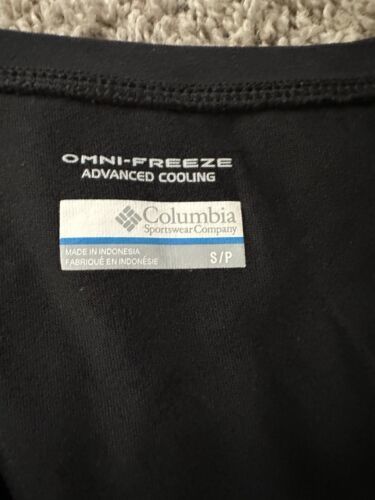 OMNI-FREEZE
ADVANCED COOLING
Columbia
Sportswear Company
MADE IN INDONESIA
FABRIQUÉ EN INDONÉSIE
S/P